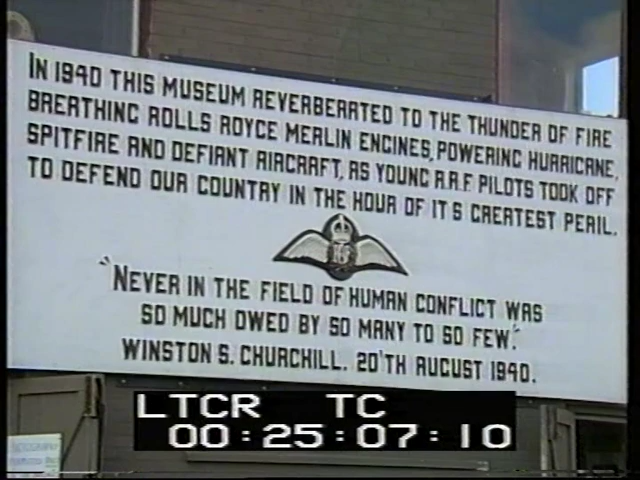 IN 1940 THIS MUSEUM REVERBERATED TO THE THUNDER OF FIRE
BREATHING ROLLS ROYCE MERLIN ENGINES, POWERING HURRICANE,
SPITFIRE AND DEFIANT AIRCRAFT, AS YOUNG R.A.F. PILOTS TOOK OFF
TO DEFEND OUR COUNTRY IN THE HOUR OF IT'S GREATEST PERIL.
"NEVER IN THE FIELD OF HUMAN CONFLICT WAS
SO MUCH OWED BY SO MANY TO SO FEW."
WINSTON S. CHURCHILL. 20'TH AUGUST 1940.
LTCR TC
00:25:07:10